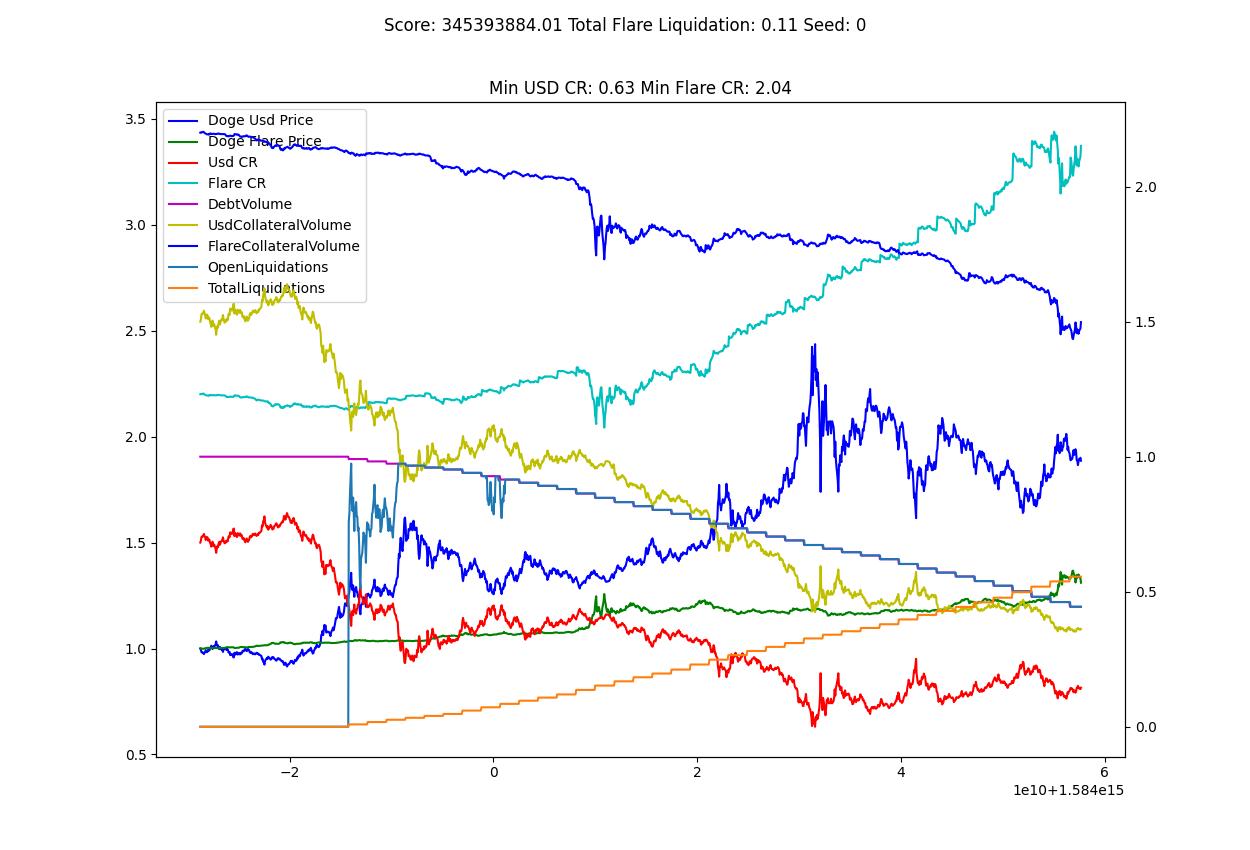 Score: 345393884.01 Total Flare Liquidation: 0.11 Seed: 0
Min USD CR: 0.63 Min Flare CR: 2.04
Doge Usd Price
Doge Flare Price
Usd CR
Flare CR
DebtVolume
UsdCollateralVolume
FlareCollateralVolume
OpenLiquidations
TotalLiquidations
3.5
3.0
2.5
2.0
1.5
1.0
0.5
2.0
1.5
1.0
0.5
0.0
−2
0
2
4
6
1e10+1.584e15